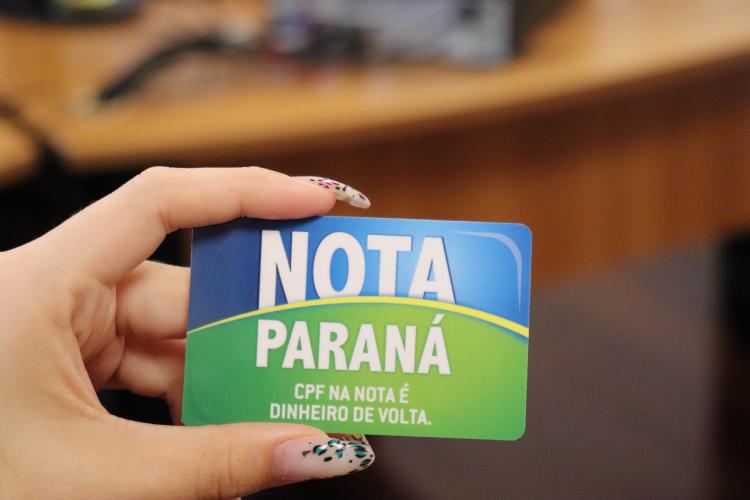 NOTA
PARANÁ
CPF NA NOTA É
DINHEIRO DE VOLTA.